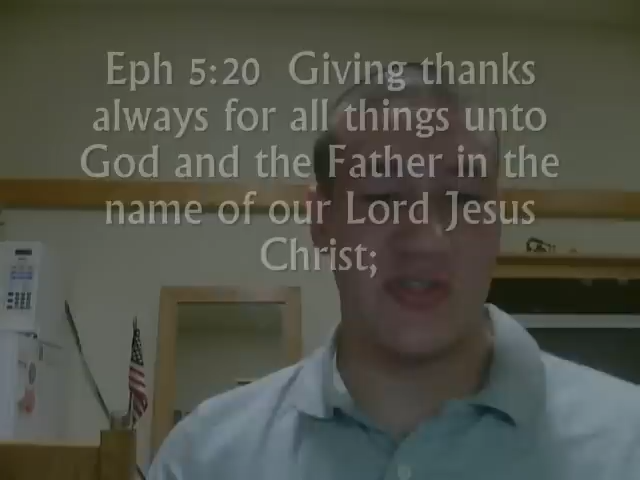 Eph 5:20 Giving thanks
always for all things unto
God and the Father in the
name of our Lord Jesus
Christ;